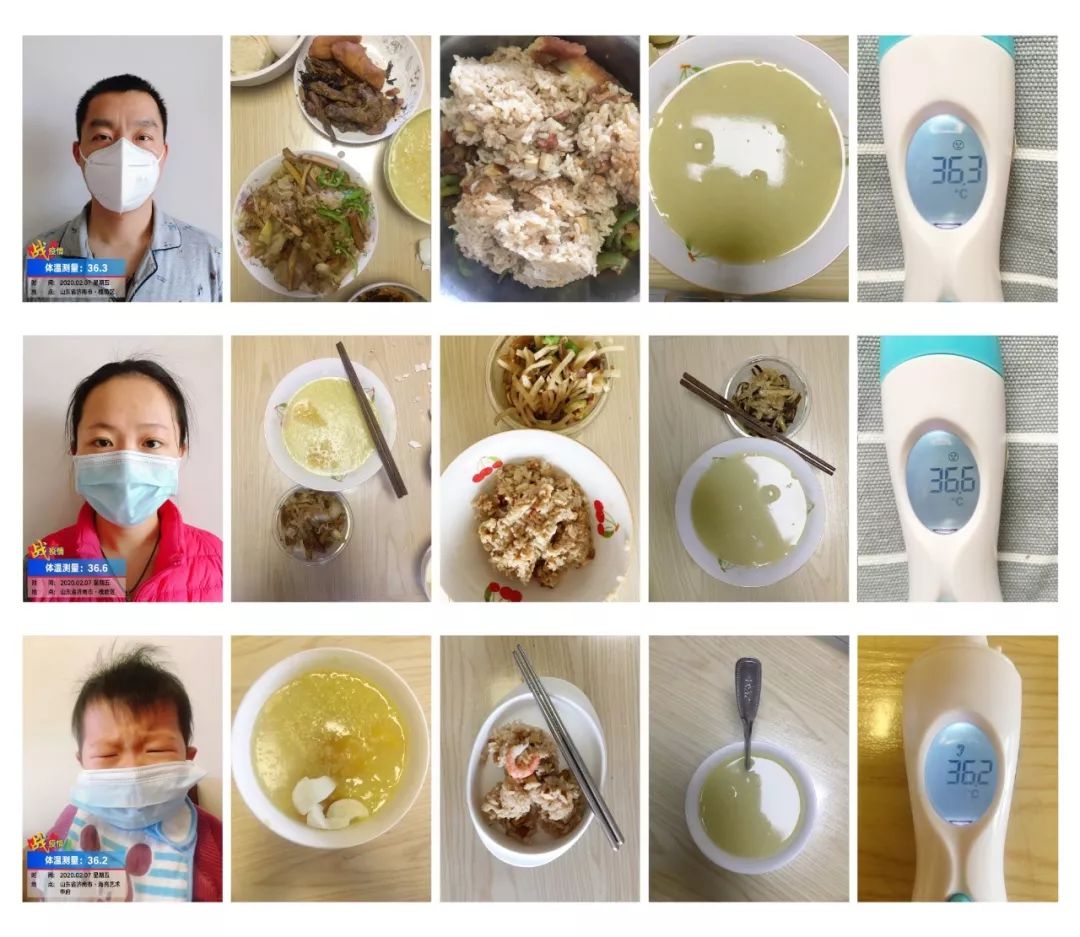 战疫情
体温测量：36.3
时 间： 2020.02.07 星期五
地 点： 山东省济南市·槐荫区
36.3
°C
战疫情
体温测量：36.6
时 间： 2020.02.07 星期五
地 点： 山东省济南市·槐荫区
36.6
°C
战疫情
体温测量：36.2
时 间： 2020.02.07 星期五
地 点： 山东省济南市·海亮艺术
华府
36.2
°C